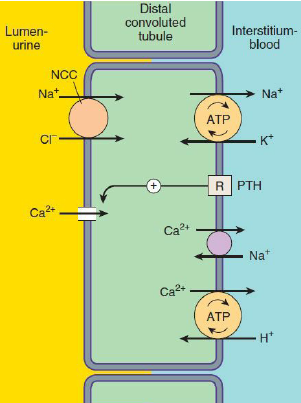 Lumen-
urine
Distal
convoluted
tubule
Interstitium-
blood
NCC
Na⁺
Cl⁻
Ca²⁺
Na⁺
ATP
K⁺
+
R
PTH
Ca²⁺
Na⁺
Ca²⁺
ATP
H⁺